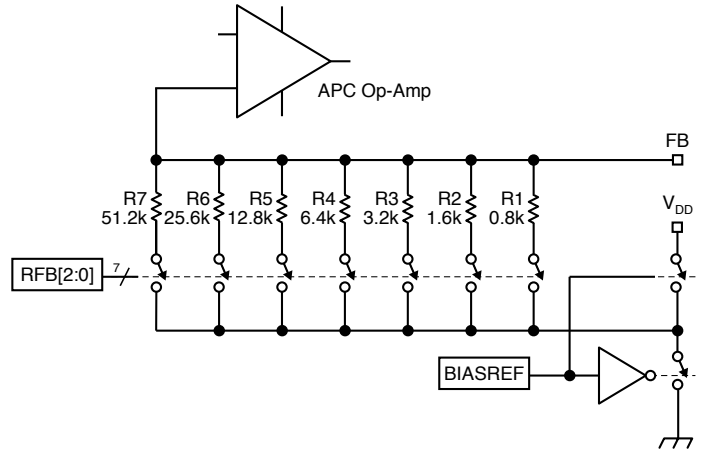 APC Op-Amp
FB
R7 R6 R5 R4 R3 R2 R1
51.2k 25.6k 12.8k 6.4k 3.2k 1.6k 0.8k
VDD
RFB[2:0]
7
BIASREF